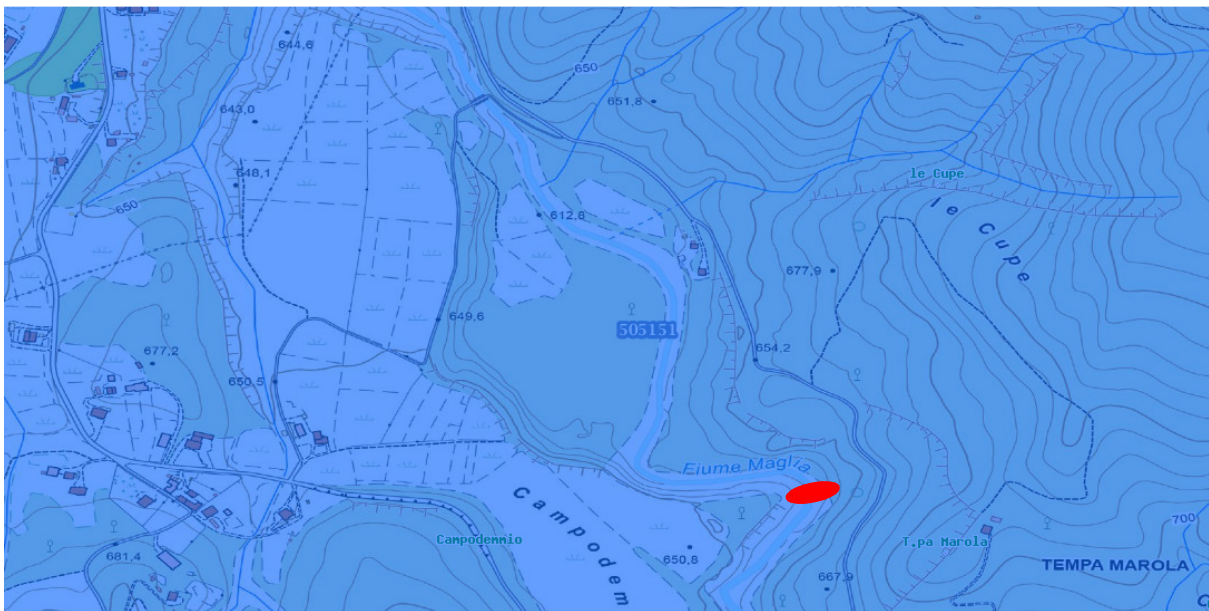 644,6
650
651,8
643,0
648,1
le Cupe
650
le Cupe
612,8
677,9
649,6
505151
654,2
677,2
650,5
Fiume Maglia
Campodem
Campodennio
650,8
T.pa Marola
700
681,4
TEMPA MAROLA
667,9